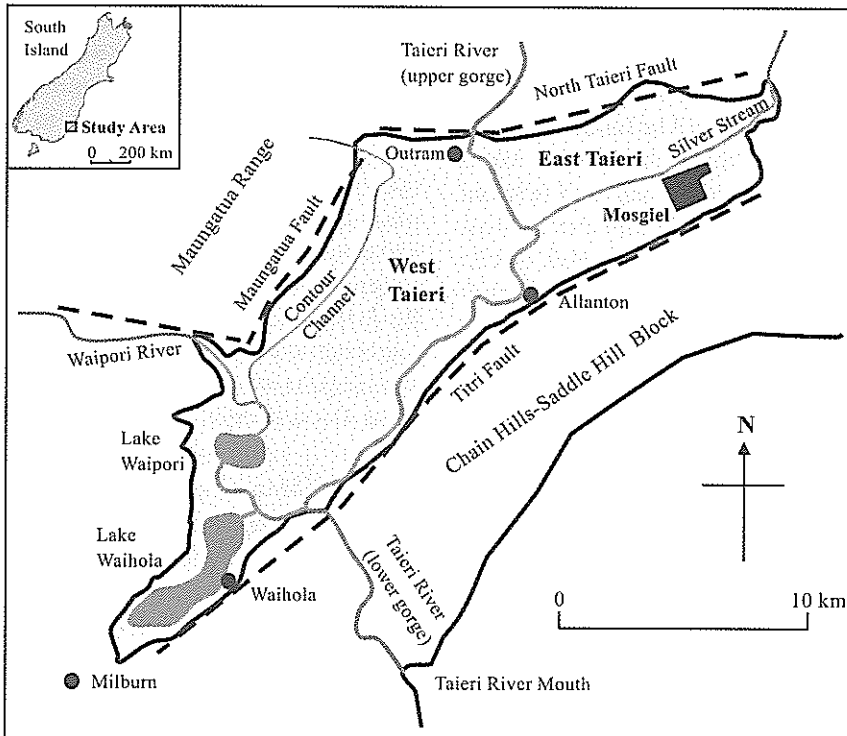 South
Island
Study Area
0 200 km
Taieri River
(upper gorge)
North Taieri Fault
Silver Stream
Outram
East Taieri
Mosgiel
Maungatua Range
Maungatua Fault
Contour
Channel
West
Taieri
Allanton
Waipori River
Titri Fault
Chain Hills-Saddle Hill Block
Lake
Waipori
N
Lake
Waihola
Waihola
Taieri River
(lower gorge)
0 10 km
Milburn
Taieri River Mouth